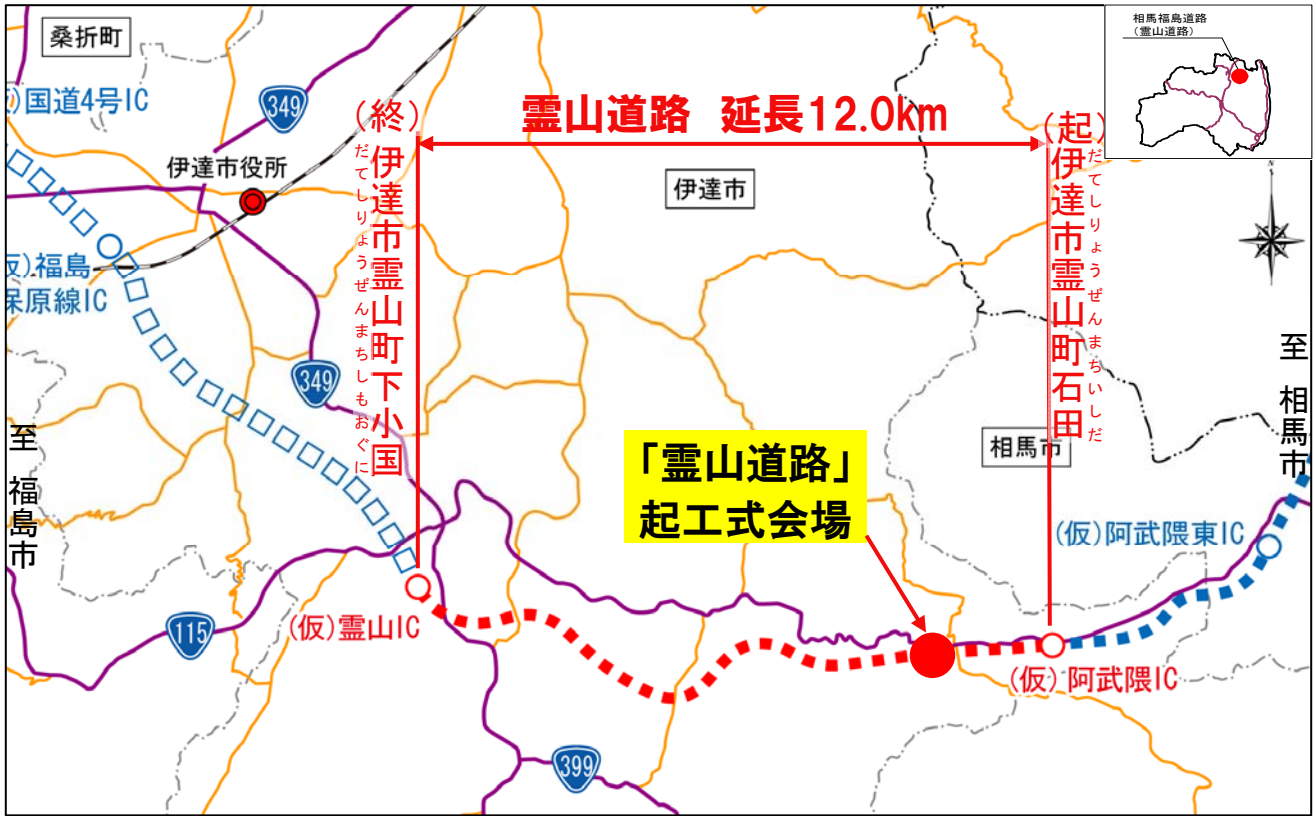 桑折町
相馬福島道路
(霊山道路)
)国道4号IC
349
(終)
霊山道路 延長12.0km
(起)
伊達市役所
伊達市
N
だてしりょうぜんまちしもおぐに
伊達市霊山町下小国
だてしりょうぜんまちいしだ
伊達市霊山町石田
仮)福島
保原線IC
349
至 福島市
至 相馬市
「霊山道路」
起工式会場
相馬市
(仮)阿武隈東IC
115
(仮)霊山IC
(仮)阿武隈IC
399